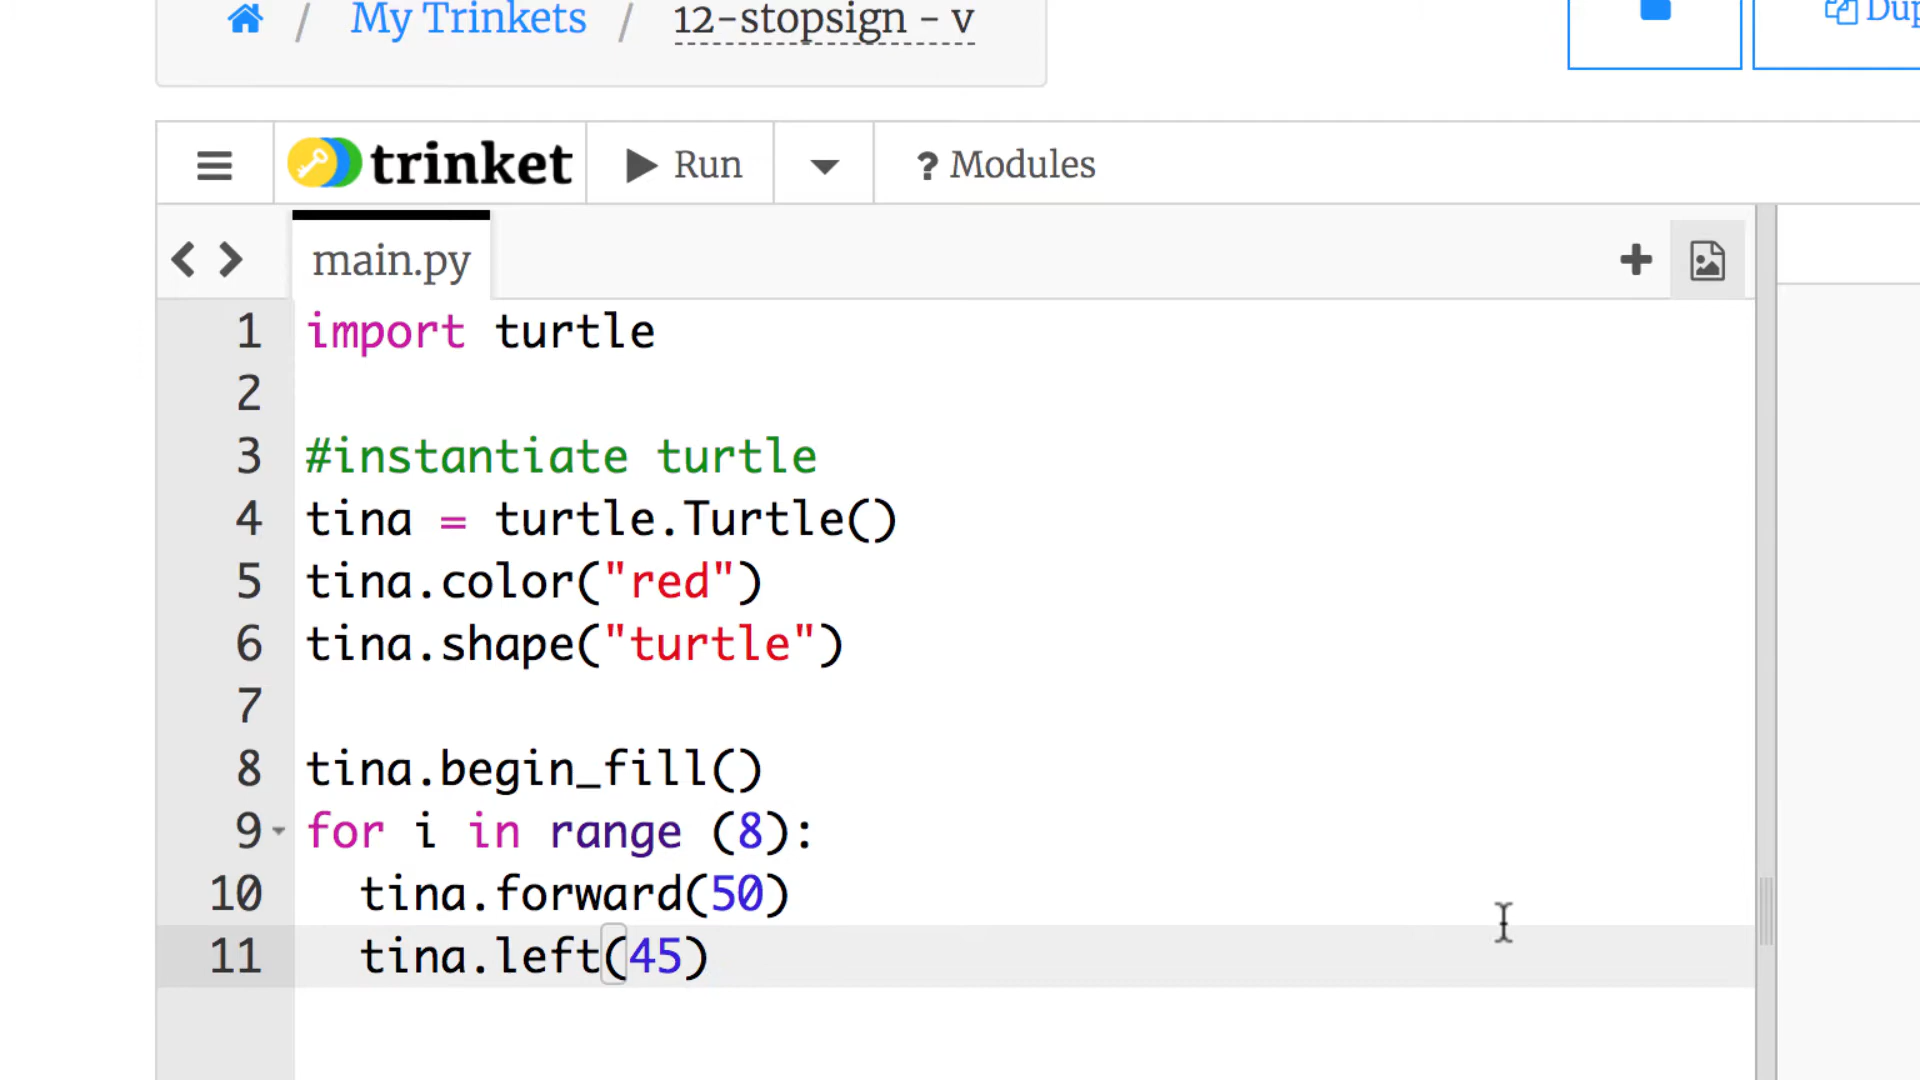 / My Trinkets / 12-stopsign - v
trinket Run ? Modules
main.py
1 import turtle
2
3 #instantiate turtle
4 tina = turtle.Turtle()
5 tina.color("red")
6 tina.shape("turtle")
7
8 tina.begin_fill()
9 for i in range (8):
10 tina.forward(50)
11 tina.left(45)